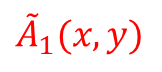 Ã₁(x, y)